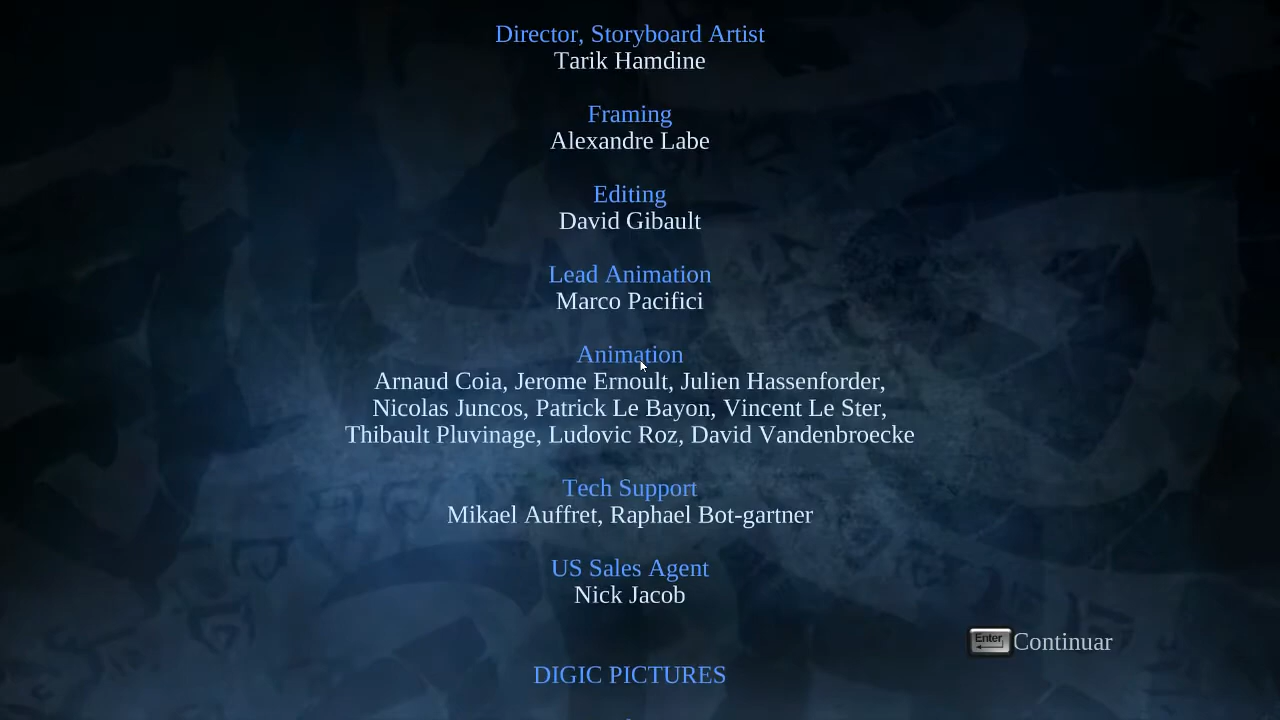 Director, Storyboard Artist
Tarik Hamdine
Framing
Alexandre Labe
Editing
David Gibault
Lead Animation
Marco Pacifici
Animation
Arnaud Coia, Jerome Ernoult, Julien Hassenforder,
Nicolas Juncos, Patrick Le Bayon, Vincent Le Ster,
Thibault Pluvinage, Ludovic Roz, David Vandenbroecke
Tech Support
Mikael Auffret, Raphael Bot-gartner
US Sales Agent
Nick Jacob
Enter Continuar
DIGIC PICTURES